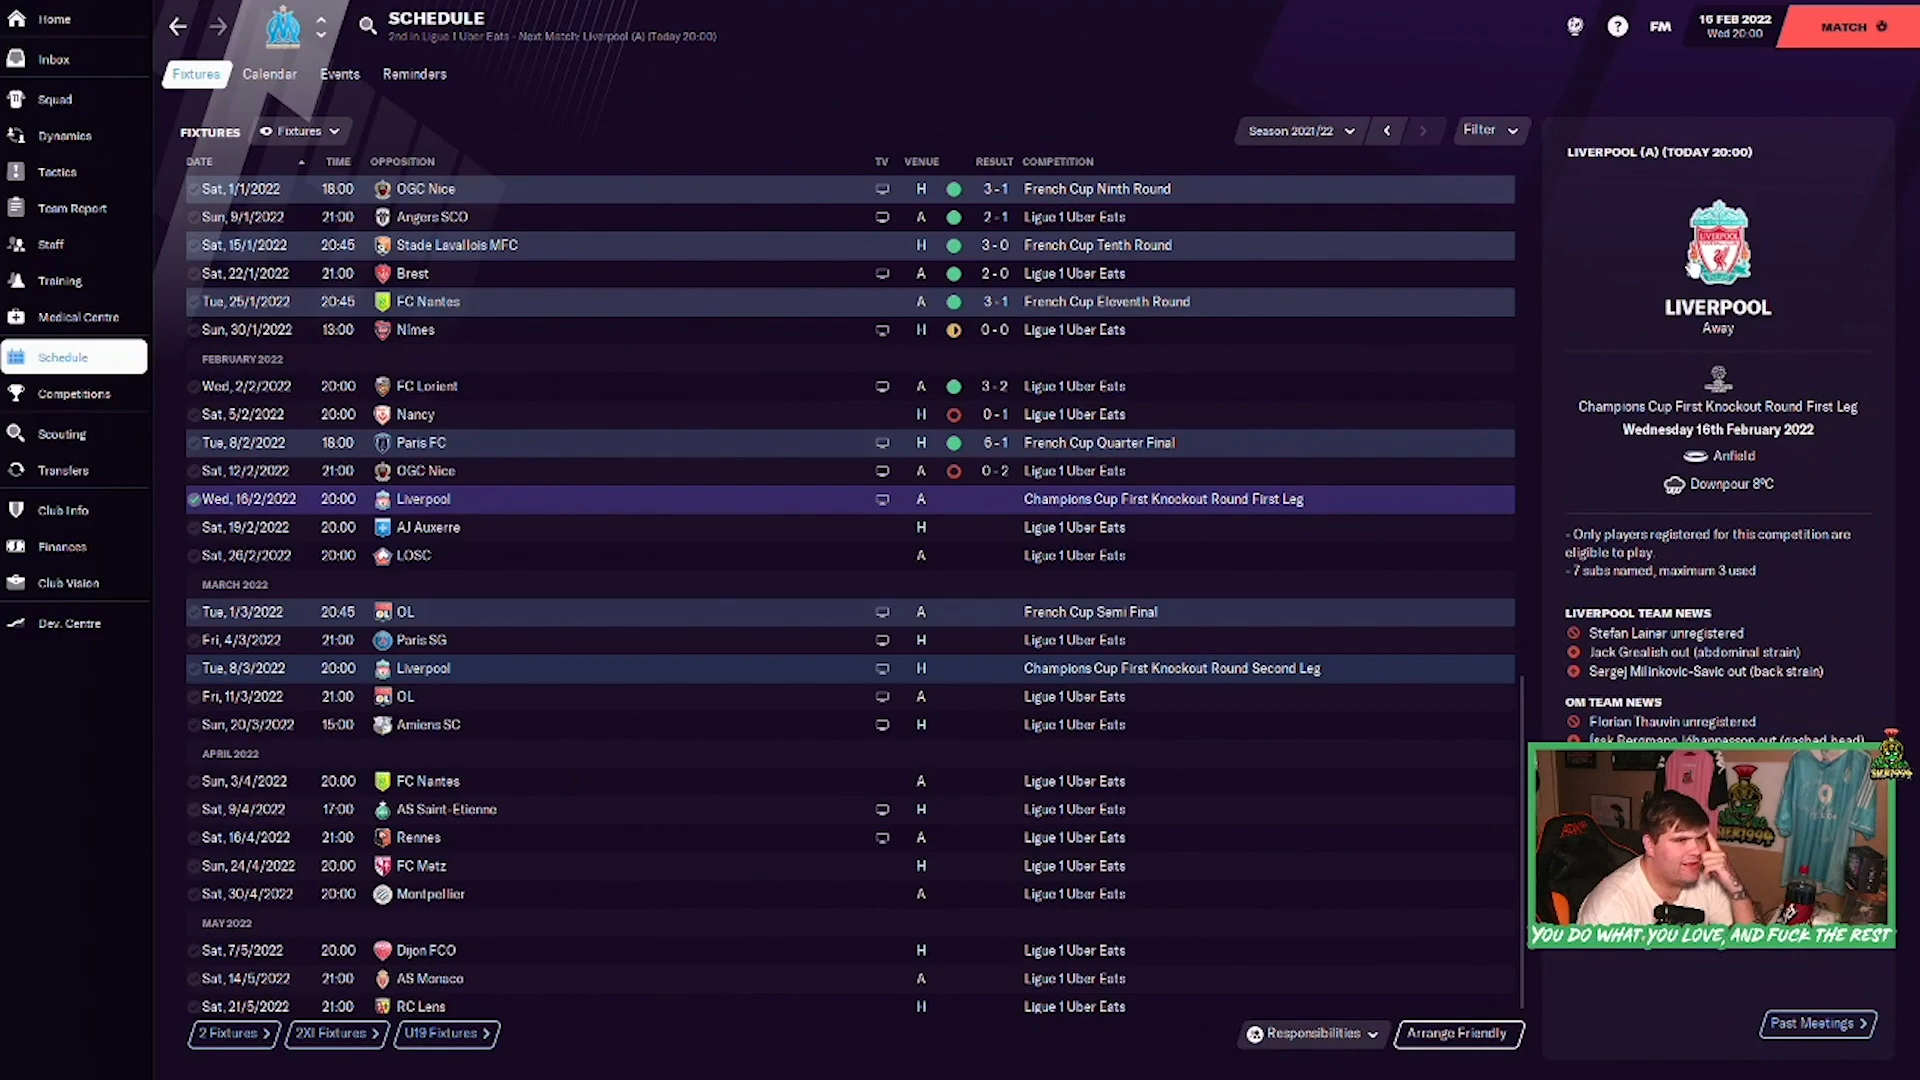 Home
SCHEDULE
2nd in Ligue 1 Uber Eats - Next Match: Liverpool (A) (Today 20:00)
FM
16 FEB 2022
Wed 20:00
MATCH
Inbox
Fixtures Calendar Events Reminders
Squad
Dynamics
Tactics
Team Report
Staff
Training
Medical Centre
Schedule
Competitions
Scouting
Transfers
Club Info
Finances
Club Vision
Dev. Centre
FIXTURES Fixtures Season 2021/22 Filter
DATE TIME OPPOSITION TV VENUE RESULT COMPETITION
Sat, 1/1/2022 18:00 OGC Nice H 3 - 1 French Cup Ninth Round
Sun, 9/1/2022 21:00 Angers SCO A 2 - 1 Ligue 1 Uber Eats
Sat, 15/1/2022 20:45 Stade Lavallois MFC H 3 - 0 French Cup Tenth Round
Sat, 22/1/2022 21:00 Brest A 2 - 0 Ligue 1 Uber Eats
Tue, 25/1/2022 20:45 FC Nantes A 3 - 1 French Cup Eleventh Round
Sun, 30/1/2022 13:00 Nîmes H 0 - 0 Ligue 1 Uber Eats
FEBRUARY 2022
Wed, 2/2/2022 20:00 FC Lorient A 3 - 2 Ligue 1 Uber Eats
Sat, 5/2/2022 20:00 Nancy H 0 - 1 Ligue 1 Uber Eats
Tue, 8/2/2022 18:00 Paris FC H 6 - 1 French Cup Quarter Final
Sat, 12/2/2022 21:00 OGC Nice A 0 - 2 Ligue 1 Uber Eats
Wed, 16/2/2022 20:00 Liverpool A Champions Cup First Knockout Round First Leg
Sat, 19/2/2022 20:00 AJ Auxerre H Ligue 1 Uber Eats
Sat, 26/2/2022 20:00 LOSC A Ligue 1 Uber Eats
MARCH 2022
Tue, 1/3/2022 20:45 OL A French Cup Semi Final
Fri, 4/3/2022 21:00 Paris SG H Ligue 1 Uber Eats
Tue, 8/3/2022 20:00 Liverpool H Champions Cup First Knockout Round Second Leg
Fri, 11/3/2022 21:00 OL A Ligue 1 Uber Eats
Sun, 20/3/2022 15:00 Amiens SC H Ligue 1 Uber Eats
APRIL 2022
Sun, 3/4/2022 20:00 FC Nantes A Ligue 1 Uber Eats
Sat, 9/4/2022 17:00 AS Saint-Etienne H Ligue 1 Uber Eats
Sat, 16/4/2022 21:00 Rennes A Ligue 1 Uber Eats
Sun, 24/4/2022 20:00 FC Metz H Ligue 1 Uber Eats
Sat, 30/4/2022 20:00 Montpellier A Ligue 1 Uber Eats
MAY 2022
Sat, 7/5/2022 20:00 Dijon FCO H Ligue 1 Uber Eats
Sat, 14/5/2022 21:00 AS Monaco A Ligue 1 Uber Eats
Sat, 21/5/2022 21:00 RC Lens H Ligue 1 Uber Eats
2 Fixtures 2XI Fixtures U19 Fixtures Responsibilities Arrange Friendly
LIVERPOOL (A) (TODAY 20:00)
LIVERPOOL
Away
Champions Cup First Knockout Round First Leg
Wednesday 16th February 2022
Anfield
Downpour 8ºC
- Only players registered for this competition are
eligible to play.
- 7 subs named, maximum 3 used
LIVERPOOL TEAM NEWS
Stefan Lainer unregistered
Jack Grealish out (abdominal strain)
Sergej Milinkovic-Savic out (back strain)
OM TEAM NEWS
Florian Thauvin unregistered
Ísak Bergmann Jóhannesson out (gashed head)
YOU DO WHAT YOU LOVE, AND FUCK THE REST
Past Meetings